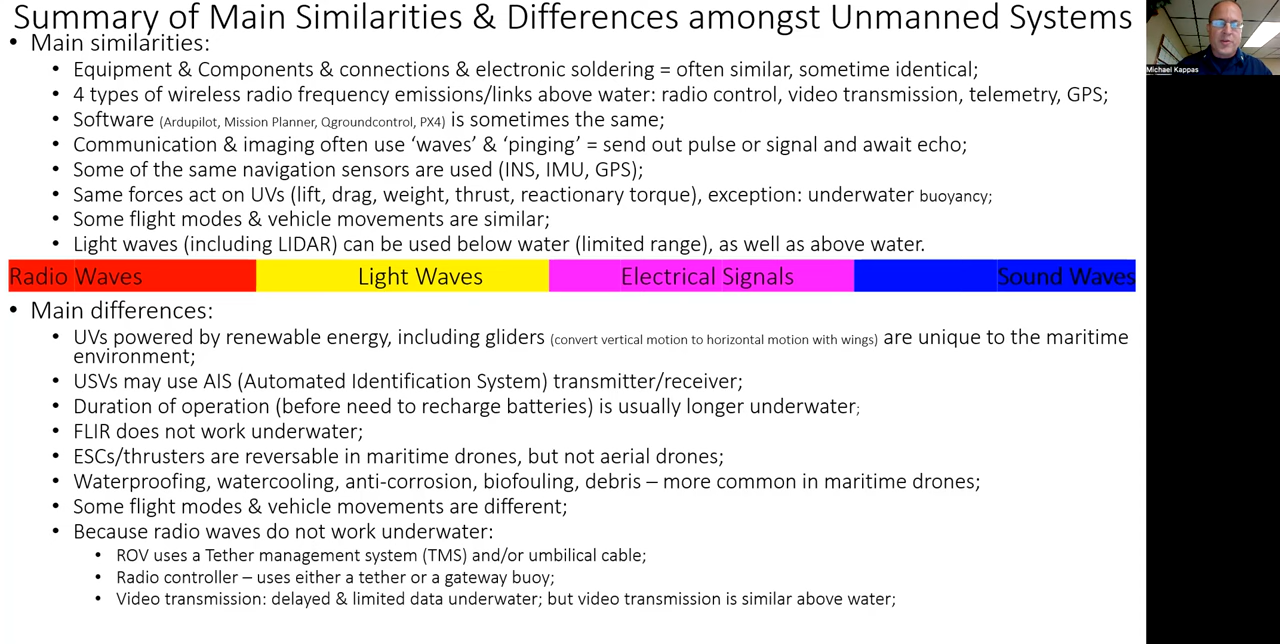 Summary of Main Similarities & Differences amongst Unmanned Systems
Michael Kappas
• Main similarities:
• Equipment & Components & connections & electronic soldering = often similar, sometime identical;
• 4 types of wireless radio frequency emissions/links above water: radio control, video transmission, telemetry, GPS;
• Software (Ardupilot, Mission Planner, Qgroundcontrol, PX4) is sometimes the same;
• Communication & imaging often use ‘waves’ & ‘pinging’ = send out pulse or signal and await echo;
• Some of the same navigation sensors are used (INS, IMU, GPS);
• Same forces act on UVs (lift, drag, weight, thrust, reactionary torque), exception: underwater buoyancy;
• Some flight modes & vehicle movements are similar;
• Light waves (including LIDAR) can be used below water (limited range), as well as above water.
Radio Waves Light Waves Electrical Signals Sound Waves
• Main differences:
• UVs powered by renewable energy, including gliders (convert vertical motion to horizontal motion with wings) are unique to the maritime
environment;
• USVs may use AIS (Automated Identification System) transmitter/receiver;
• Duration of operation (before need to recharge batteries) is usually longer underwater;
• FLIR does not work underwater;
• ESCs/thrusters are reversable in maritime drones, but not aerial drones;
• Waterproofing, watercooling, anti-corrosion, biofouling, debris – more common in maritime drones;
• Some flight modes & vehicle movements are different;
• Because radio waves do not work underwater:
• ROV uses a Tether management system (TMS) and/or umbilical cable;
• Radio controller – uses either a tether or a gateway buoy;
• Video transmission: delayed & limited data underwater; but video transmission is similar above water;